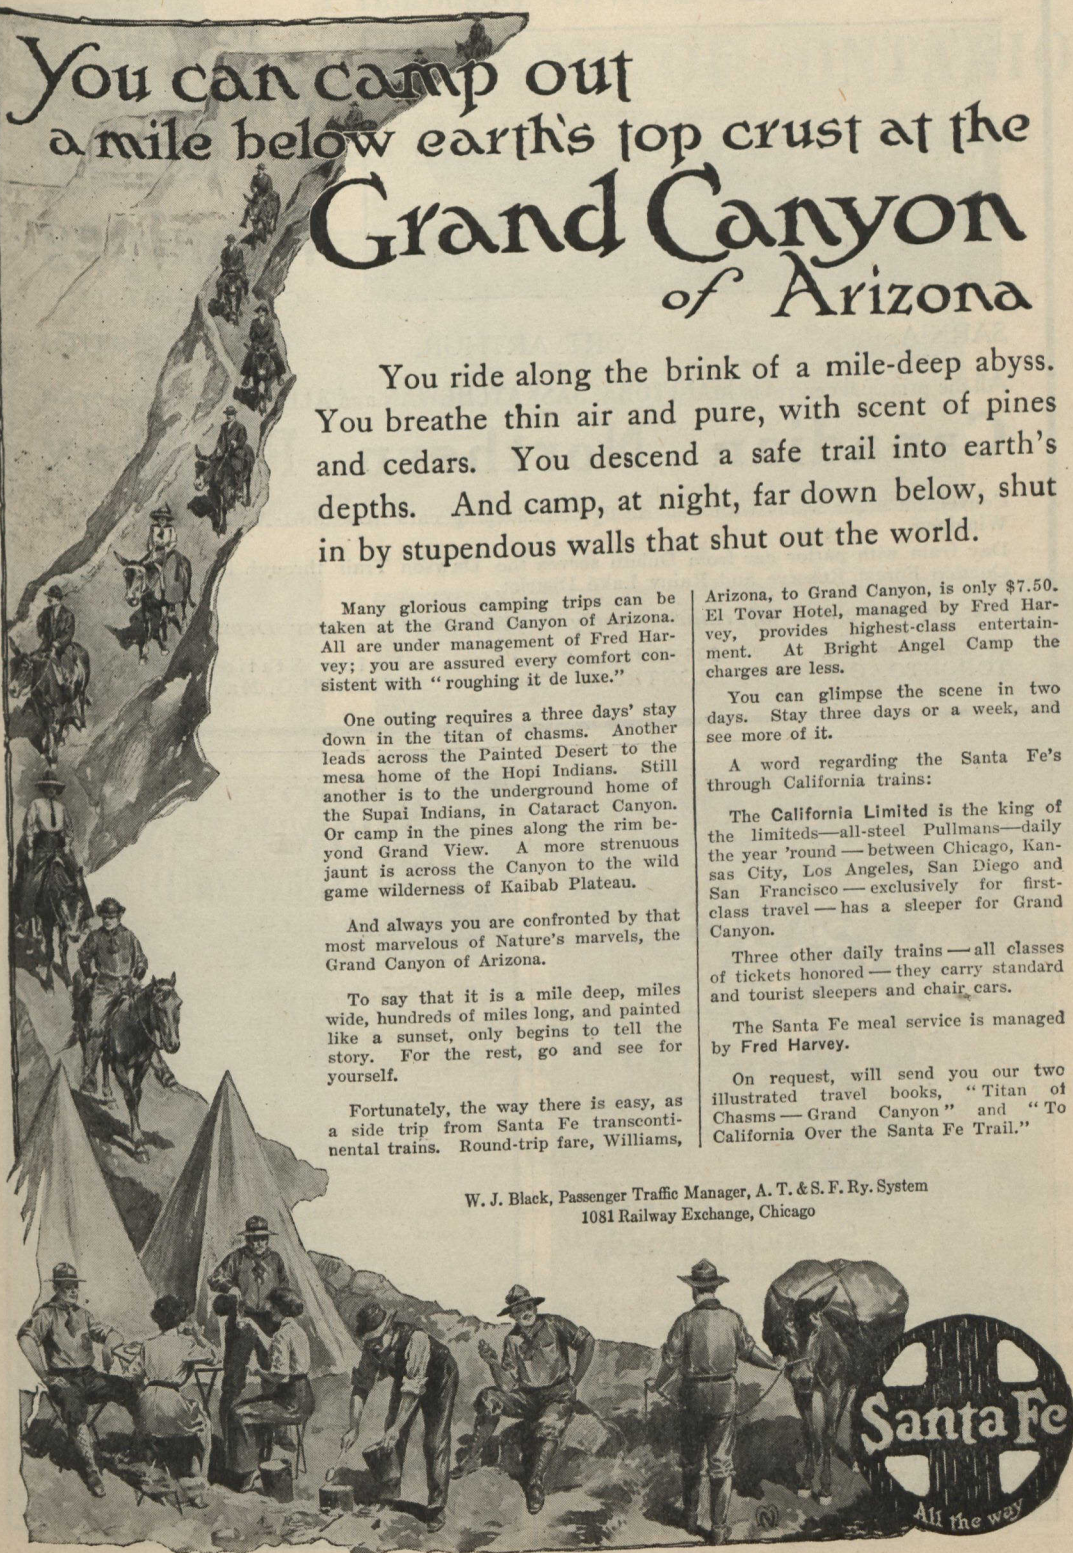 You can camp out
a mile below earth's top crust at the
Grand Canyon
of Arizona
You ride along the brink of a mile-deep abyss.
You breathe thin air and pure, with scent of pines
and cedars. You descend a safe trail into earth's
depths. And camp, at night, far down below, shut
in by stupendous walls that shut out the world.
Many glorious camping trips can be
taken at the Grand Canyon of Arizona.
All are under management of Fred Har-
vey; you are assured every comfort con-
sistent with "roughing it de luxe."
One outing requires a three days' stay
down in the titan of chasms. Another
leads across the Painted Desert to the
mesa home of the Hopi Indians. Still
another is to the underground home of
the Supai Indians, in Cataract Canyon.
Or camp in the pines along the rim be-
yond Grand View. A more strenuous
jaunt is across the Canyon to the wild
game wilderness of Kaibab Plateau.
And always you are confronted by that
most marvelous of Nature's marvels, the
Grand Canyon of Arizona.
To say that it is a mile deep, miles
wide, hundreds of miles long, and painted
like a sunset, only begins to tell the
story. For the rest, go and see for
yourself.
Fortunately, the way there is easy, as
a side trip from Santa Fe transconti-
nental trains. Round-trip fare, Williams,
Arizona, to Grand Canyon, is only $7.50.
El Tovar Hotel, managed by Fred Har-
vey, provides highest-class entertain-
ment. At Bright Angel Camp the
charges are less.
You can glimpse the scene in two
days. Stay three days or a week, and
see more of it.
A word regarding the Santa Fe's
through California trains:
The California Limited is the king of
the limiteds—all-steel Pullmans—daily
the year 'round—between Chicago, Kan-
sas City, Los Angeles, San Diego and
San Francisco—exclusively for first-
class travel—has a sleeper for Grand
Canyon.
Three other daily trains—all classes
of tickets honored—they carry standard
and tourist sleepers and chair cars.
The Santa Fe meal service is managed
by Fred Harvey.
On request, will send you our two
illustrated travel books, "Titan of
Chasms—Grand Canyon" and "To
California Over the Santa Fe Trail."
W. J. Black, Passenger Traffic Manager, A. T. & S. F. Ry. System
1081 Railway Exchange, Chicago
Santa Fe
All the way